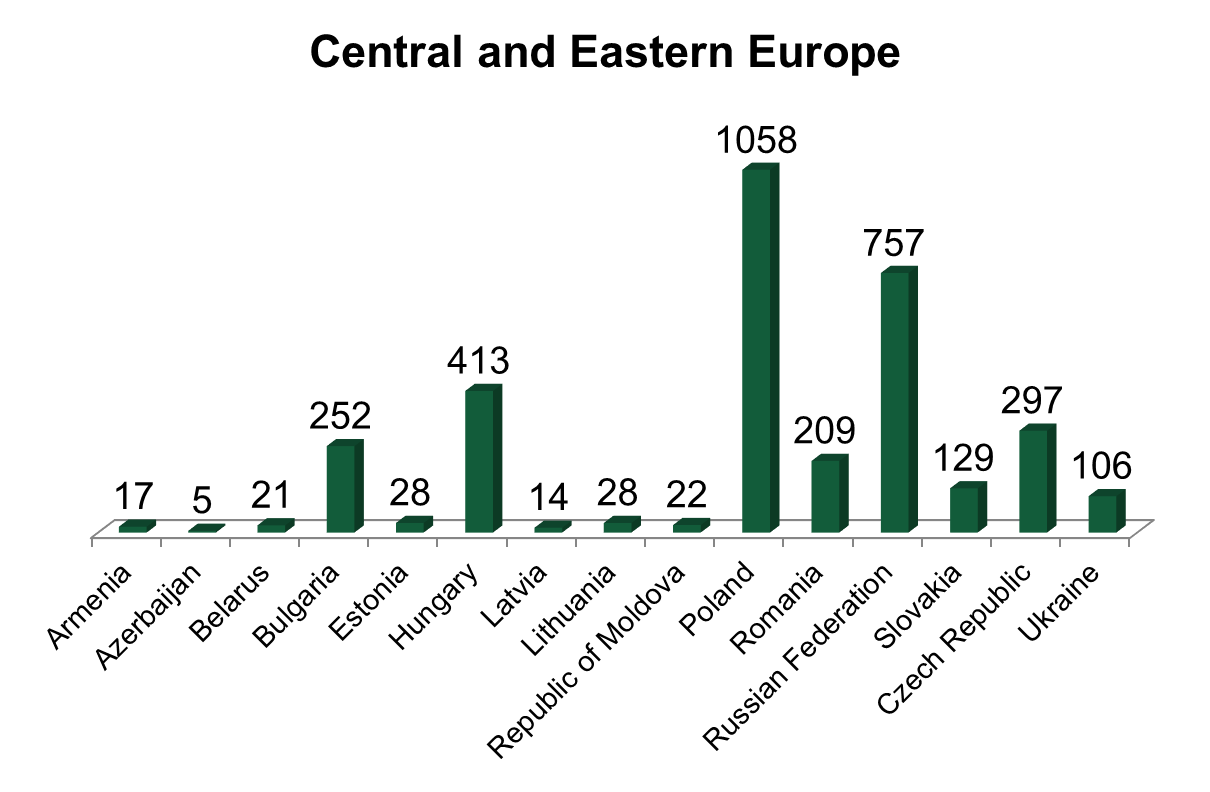 Central and Eastern Europe
17
5
21
252
28
413
14
28
22
1058
209
757
129
297
106
Armenia
Azerbaijan
Belarus
Bulgaria
Estonia
Hungary
Latvia
Lithuania
Republic of Moldova
Poland
Romania
Russian Federation
Slovakia
Czech Republic
Ukraine